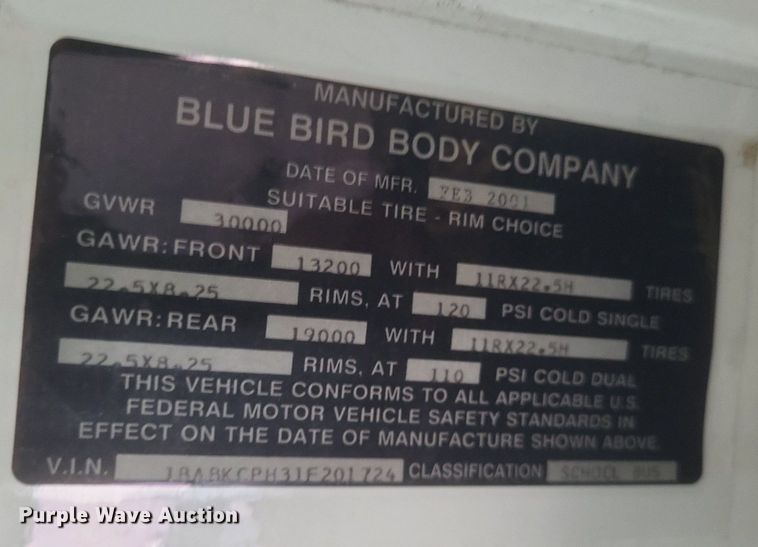 MANUFACTURED BY
BLUE BIRD BODY COMPANY
DATE OF MFR. FEB 2001
SUITABLE TIRE - RIM CHOICE
GVWR 30000
GAWR: FRONT 13200 WITH 11RX22.5H TIRES
22.5X8.25 RIMS, AT 120 PSI COLD SINGLE
GAWR: REAR 19000 WITH 11RX22.5H TIRES
22.5X8.25 RIMS, AT 110 PSI COLD DUAL
THIS VEHICLE CONFORMS TO ALL APPLICABLE U.S.
FEDERAL MOTOR VEHICLE SAFETY STANDARDS IN
EFFECT ON THE DATE OF MANUFACTURE SHOWN ABOVE
V.I.N. CLASSIFICATION SCHOOL BUS
Purple Wave Auction